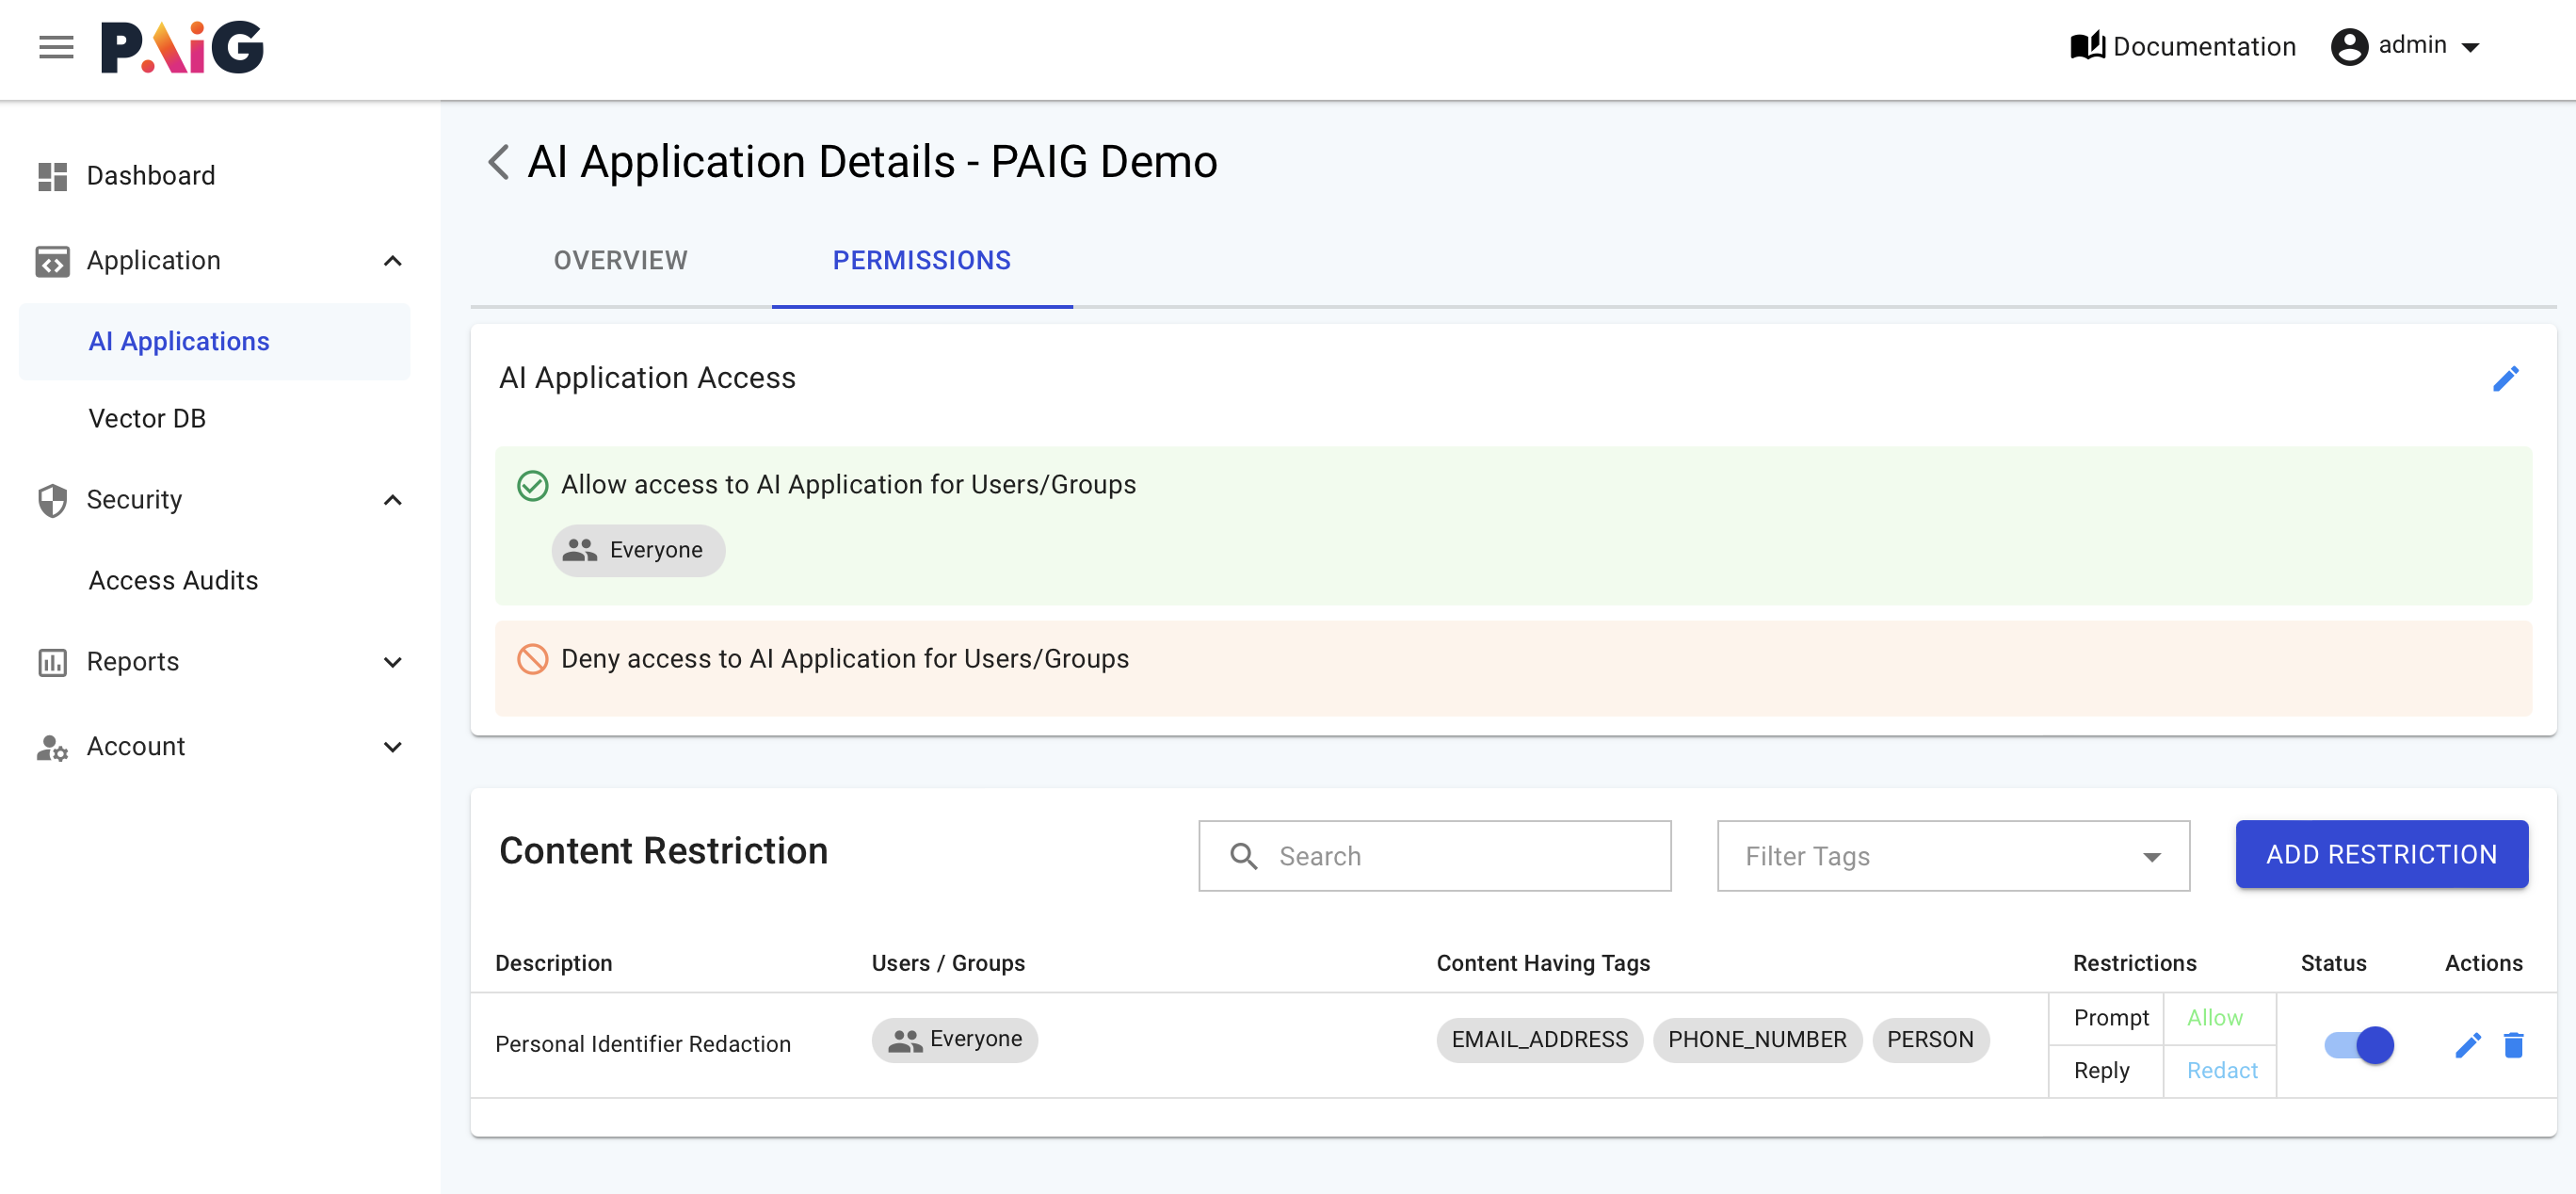 PAiG
Documentation
admin
Dashboard
Application
AI Applications
Vector DB
Security
Access Audits
Reports
Account
AI Application Details - PAIG Demo
OVERVIEW PERMISSIONS
AI Application Access
Allow access to AI Application for Users/Groups
Everyone
Deny access to AI Application for Users/Groups
Content Restriction
Search
Filter Tags
ADD RESTRICTION
Description Users / Groups Content Having Tags Restrictions Status Actions
Personal Identifier Redaction Everyone EMAIL_ADDRESS PHONE_NUMBER PERSON
Prompt Allow
Reply Redact